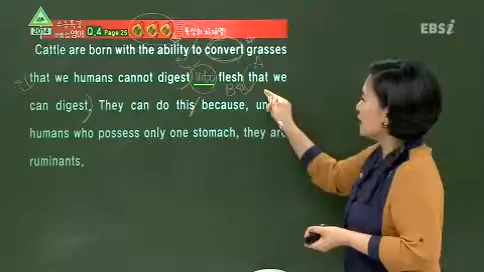 2014
Q.4 Page 25
EBSi
Cattle are born with the ability to convert grasses
A
that we humans cannot digest into flesh that we
B
can digest. They can do this because, un
humans who possess only one stomach, they are
ruminants.